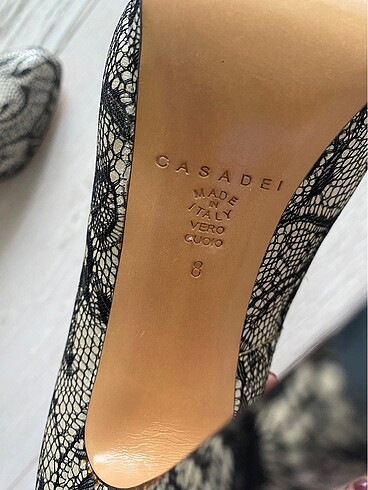 CASADEI
MADE
IN
ITALY
VERO
CUOIO
8